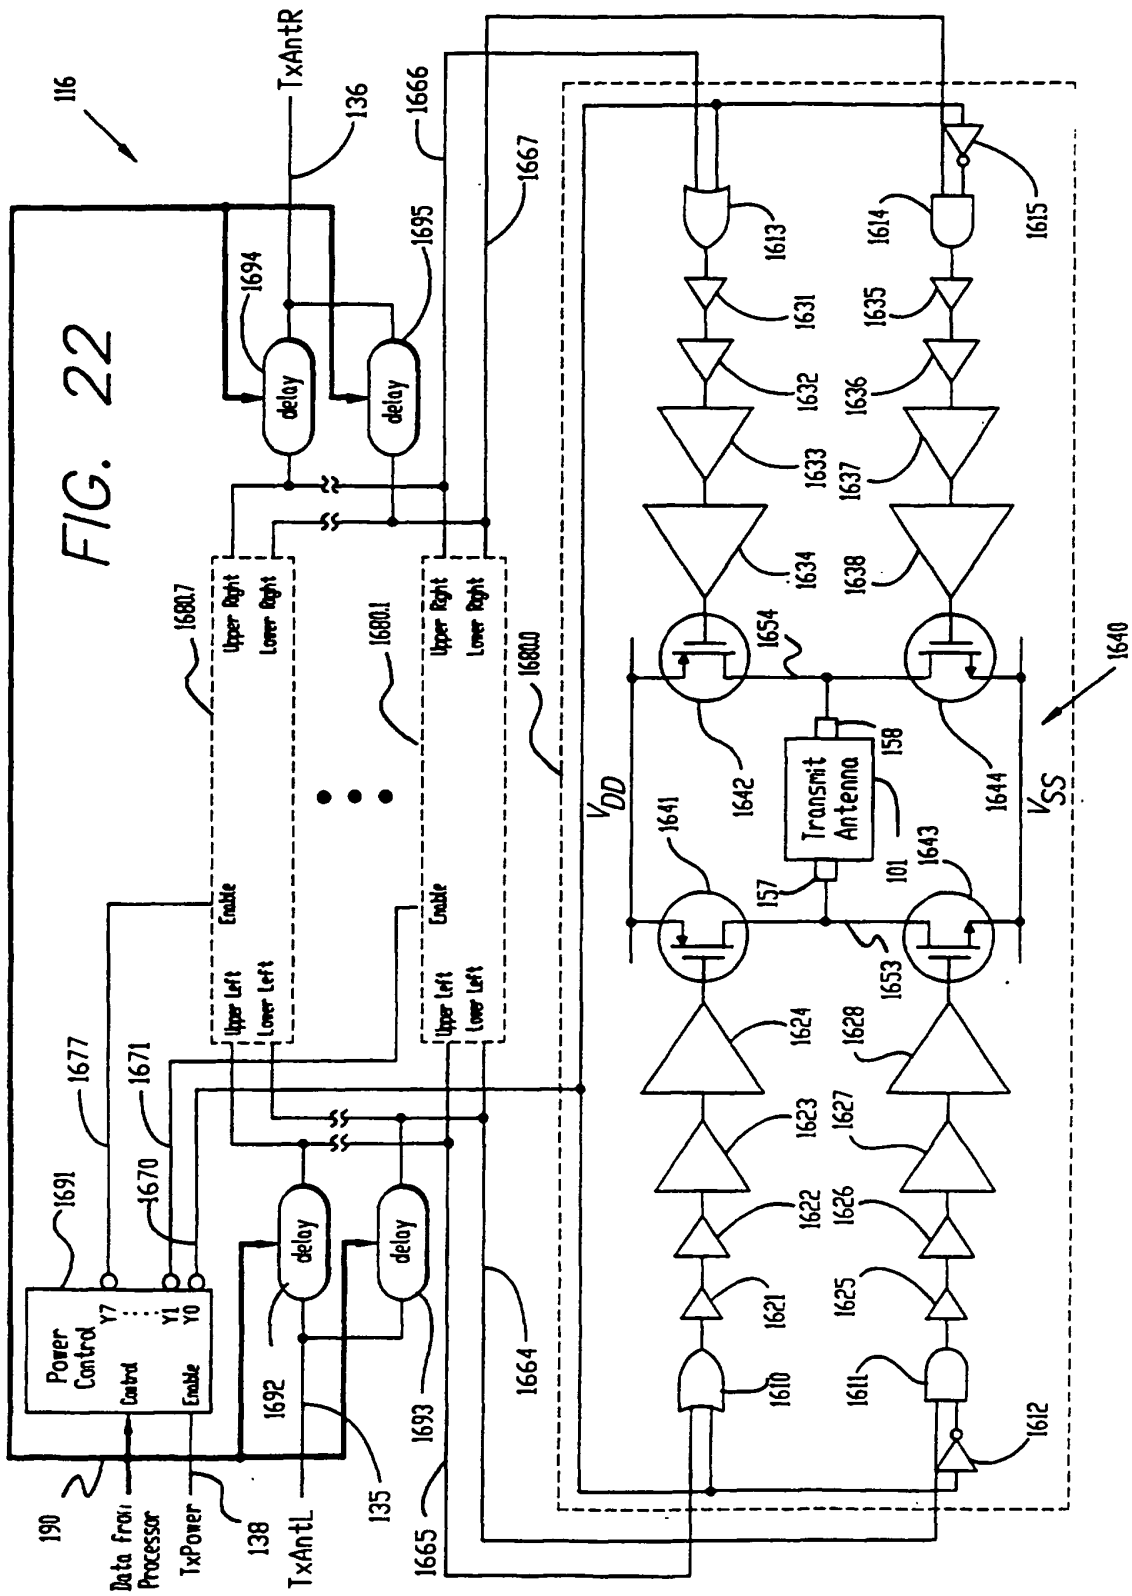 FIG. 22
116
190
Data from
Processor
TxPower
138
Power
Control
Control
Enable
Y7
Y1
Y0
1691
1677
1671
1670
TxAntL
135
1692
delay
1693
delay
1665
1664
Upper Left
Lower Left
Enable
Upper Right
Lower Right
1680.7
Upper Left
Lower Left
Enable
Upper Right
Lower Right
1680.1
1680.0
delay
1694
delay
1695
TxAntR
136
1666
1667
1610
1621
1622
1623
1624
1641
VDD
1642
1634
1633
1632
1631
1613
157
Transmit
Antenna
158
101
1653
1654
1612
1611
1625
1626
1627
1628
1643
VSS
1644
1638
1637
1636
1635
1614
1615
1640